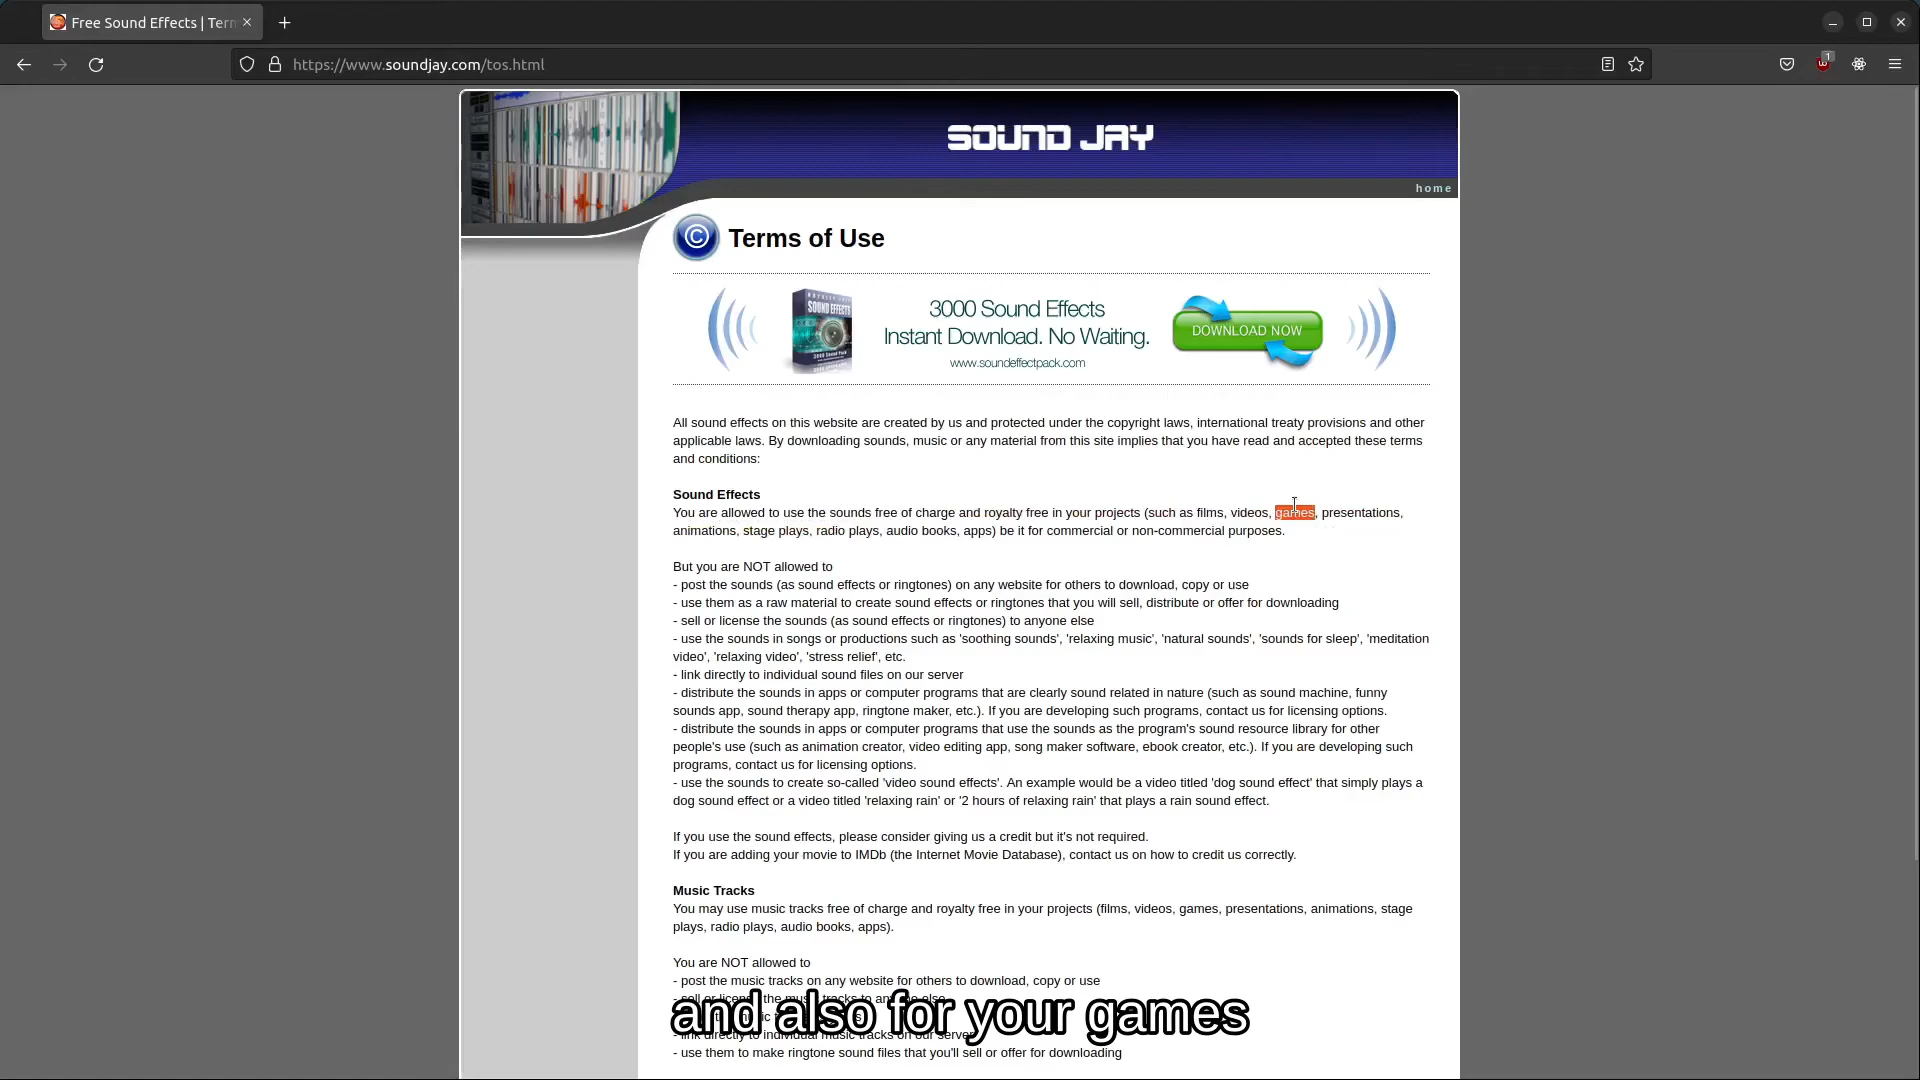 Free Sound Effects | Tern
1
https://www.soundjay.com/tos.html
SOUND JAY
home
© Terms of Use
SOUND EFFECTS
3000 Sound Effects
Instant Download. No Waiting.
www.soundeffectpack.com
DOWNLOAD NOW
All sound effects on this website are created by us and protected under the copyright laws, international treaty provisions and other
applicable laws. By downloading sounds, music or any material from this site implies that you have read and accepted these terms
and conditions:
Sound Effects
You are allowed to use the sounds free of charge and royalty free in your projects (such as films, videos, games, presentations,
animations, stage plays, radio plays, audio books, apps) be it for commercial or non-commercial purposes.
But you are NOT allowed to
- post the sounds (as sound effects or ringtones) on any website for others to download, copy or use
- use them as a raw material to create sound effects or ringtones that you will sell, distribute or offer for downloading
- sell or license the sounds (as sound effects or ringtones) to anyone else
- use the sounds in songs or productions such as 'soothing sounds', 'relaxing music', 'natural sounds', 'sounds for sleep', 'meditation
video', 'relaxing video', 'stress relief', etc.
- link directly to individual sound files on our server
- distribute the sounds in apps or computer programs that are clearly sound related in nature (such as sound machine, funny
sounds app, sound therapy app, ringtone maker, etc.). If you are developing such programs, contact us for licensing options.
- distribute the sounds in apps or computer programs that use the sounds as the program's sound resource library for other
people's use (such as animation creator, video editing app, song maker software, ebook creator, etc.). If you are developing such
programs, contact us for licensing options.
- use the sounds to create so-called 'video sound effects'. An example would be a video titled 'dog sound effect' that simply plays a
dog sound effect or a video titled 'relaxing rain' or '2 hours of relaxing rain' that plays a rain sound effect.
If you use the sound effects, please consider giving us a credit but it's not required.
If you are adding your movie to IMDb (the Internet Movie Database), contact us on how to credit us correctly.
Music Tracks
You may use music tracks free of charge and royalty free in your projects (films, videos, games, presentations, animations, stage
plays, radio plays, audio books, apps).
You are NOT allowed to
- post the music tracks on any website for others to download, copy or use
- sell or license the music tracks to anyone else
and also for your games
- link directly to individual music tracks on our server
- use them to make ringtone sound files that you'll sell or offer for downloading